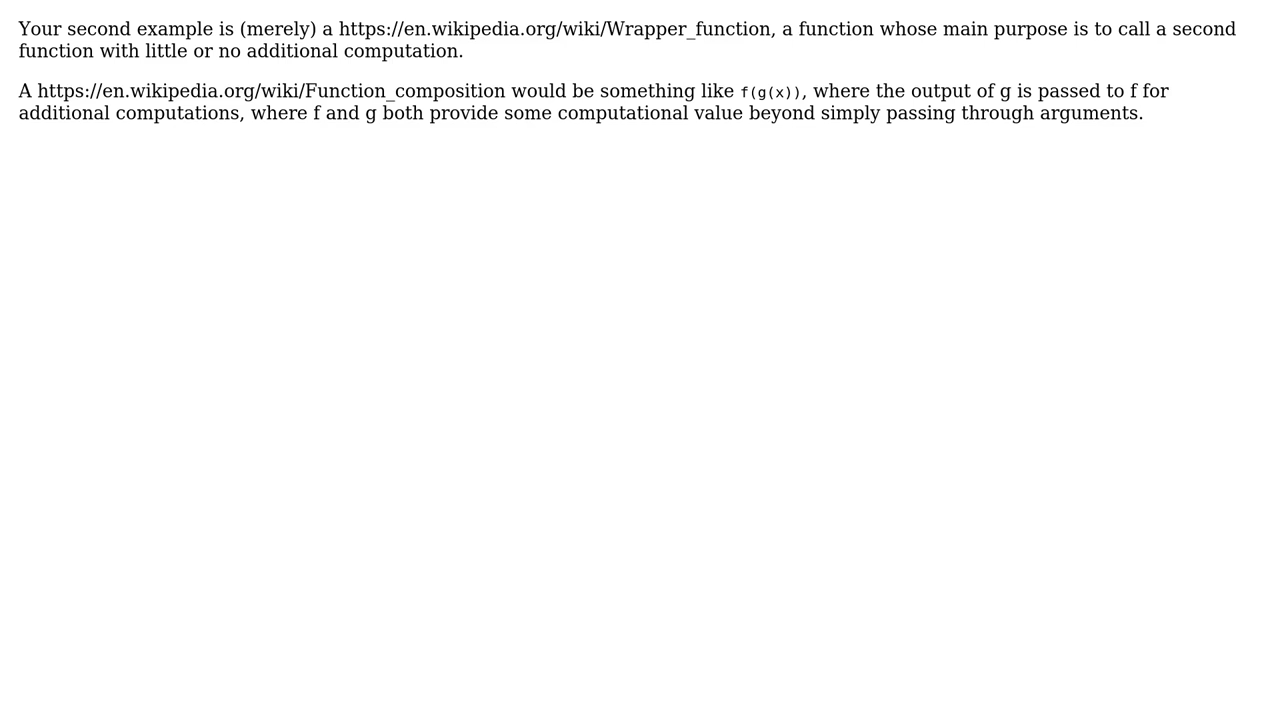 Your second example is (merely) a https://en.wikipedia.org/wiki/Wrapper_function, a function whose main purpose is to call a second
function with little or no additional computation.
A https://en.wikipedia.org/wiki/Function_composition would be something like f(g(x)), where the output of g is passed to f for
additional computations, where f and g both provide some computational value beyond simply passing through arguments.